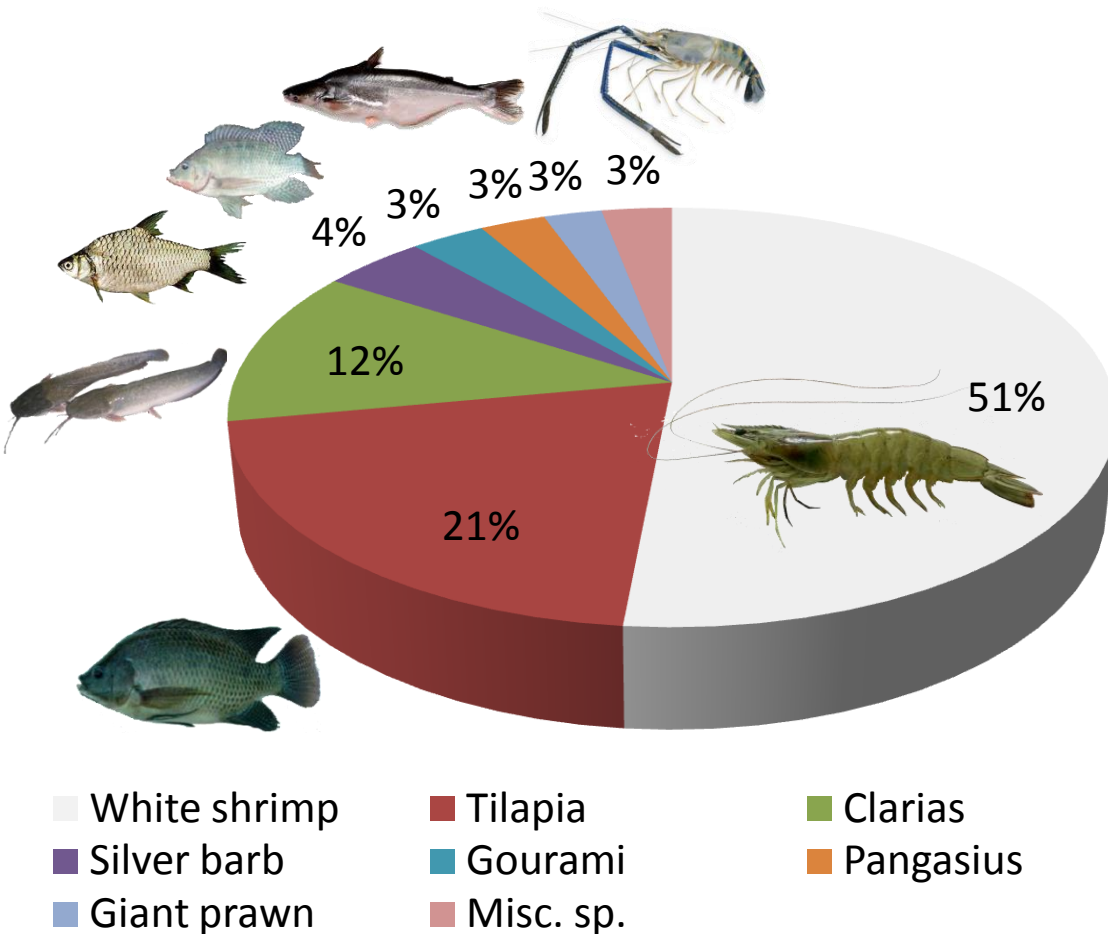 3% 3% 3% 3%
4%
12%
51%
21%
White shrimp Tilapia Clarias
Silver barb Gourami Pangasius
Giant prawn Misc. sp.